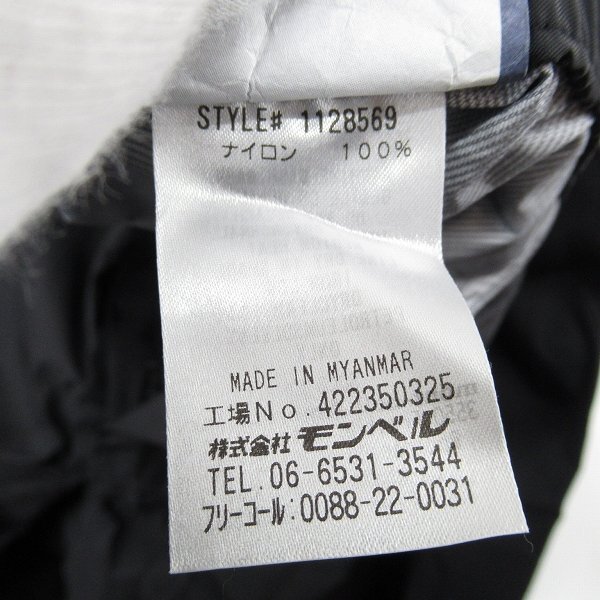 STYLE# 1128569
ナイロン 100%
MADE IN MYANMAR
工場No.422350325
株式会社 モンベル
TEL.06-6531-3544
フリーコール:0088-22-0031